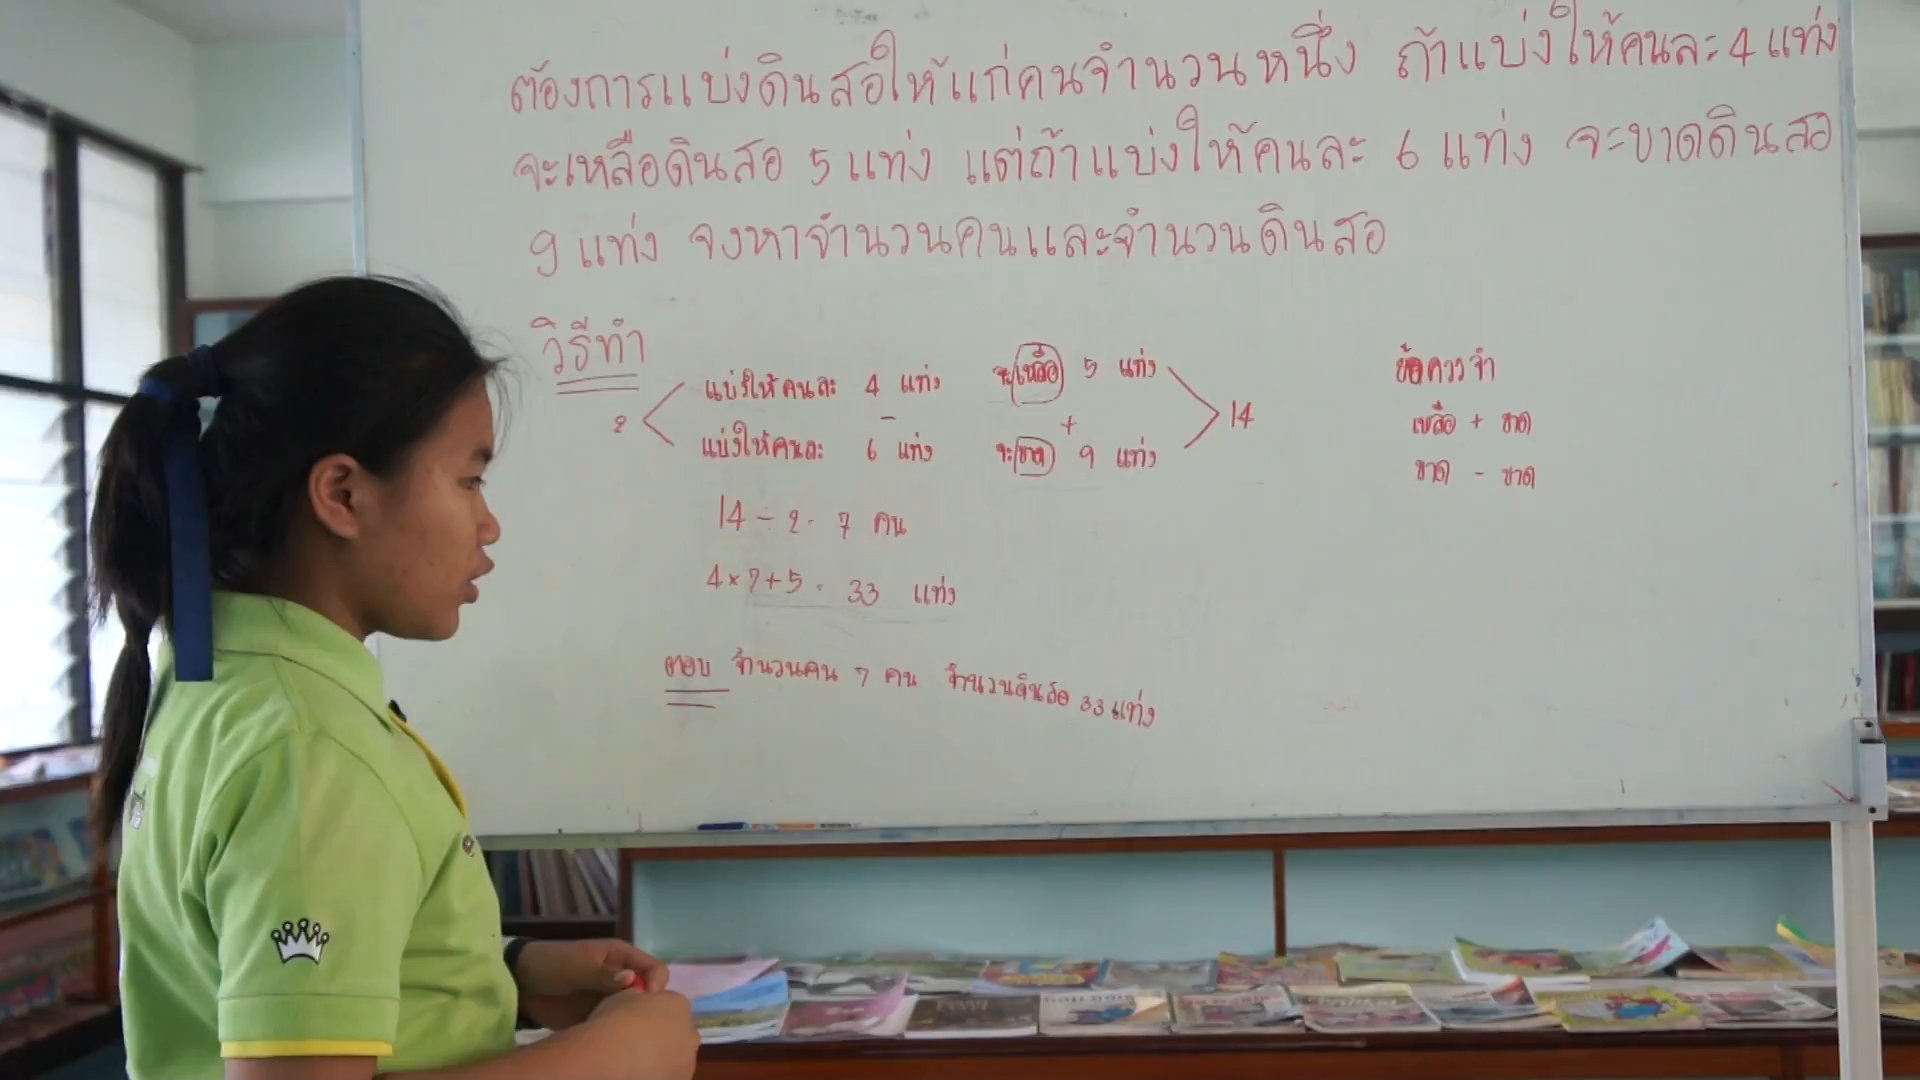 ต้องการแบ่งดินสอให้แก่คนจำนวนหนึ่ง ถ้าแบ่งให้คนละ 4 แท่ง
จะเหลือดินสอ 5 แท่ง แต่ถ้าแบ่งให้คนละ 6 แท่ง จะขาดดินสอ
9 แท่ง จงหาจำนวนคนและจำนวนดินสอ
วิธีทำ
แบ่งให้คนละ 4 แท่ง จะเหลือ 5 แท่ง
2 - + 14
แบ่งให้คนละ 6 แท่ง จะขาด 9 แท่ง
ข้อควรจำ
เหลือ + ขาด
ขาด - ขาด
14 ÷ 2 = 7 คน
4 × 7 + 5 = 33 แท่ง
ตอบ จำนวนคน 7 คน จำนวนดินสอ 33 แท่ง